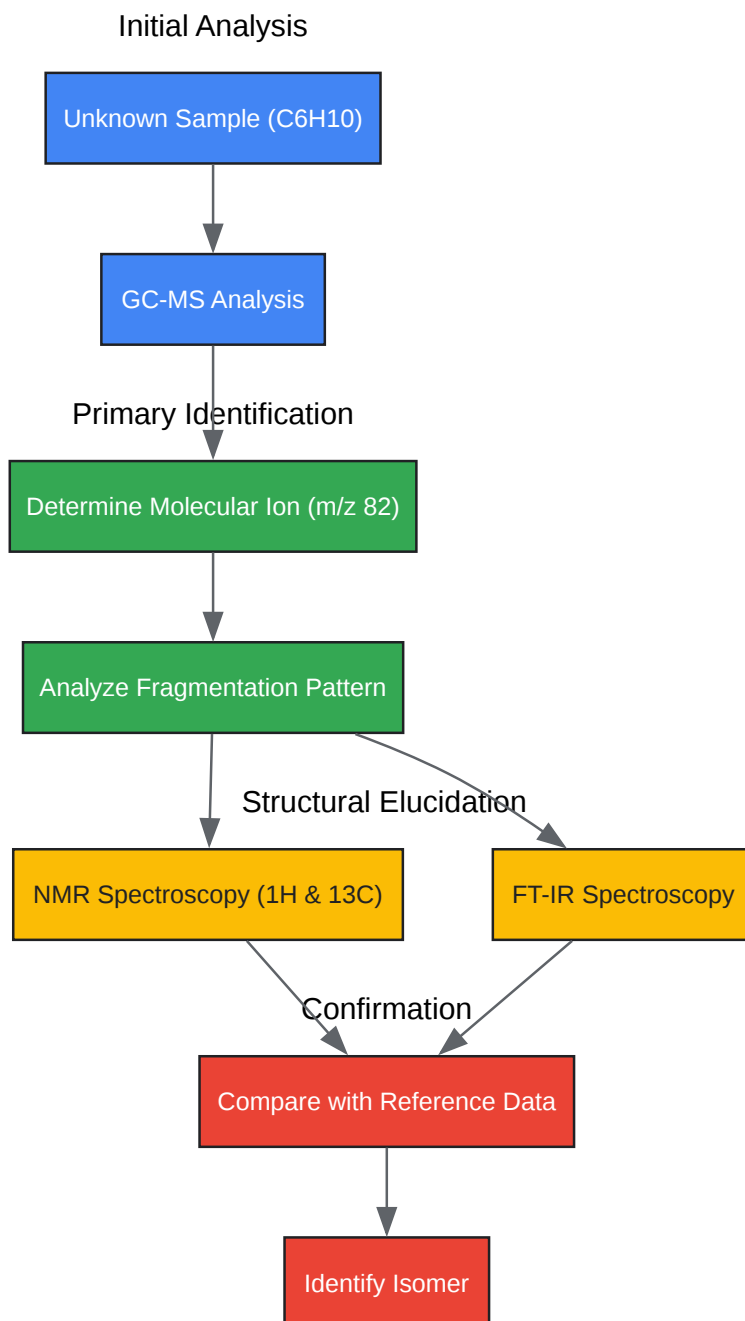 Initial Analysis
Unknown Sample (C6H10)
GC-MS Analysis
Primary Identification
Determine Molecular Ion (m/z 82)
Analyze Fragmentation Pattern
Structural Elucidation
NMR Spectroscopy (1H & 13C)
FT-IR Spectroscopy
Confirmation
Compare with Reference Data
Identify Isomer